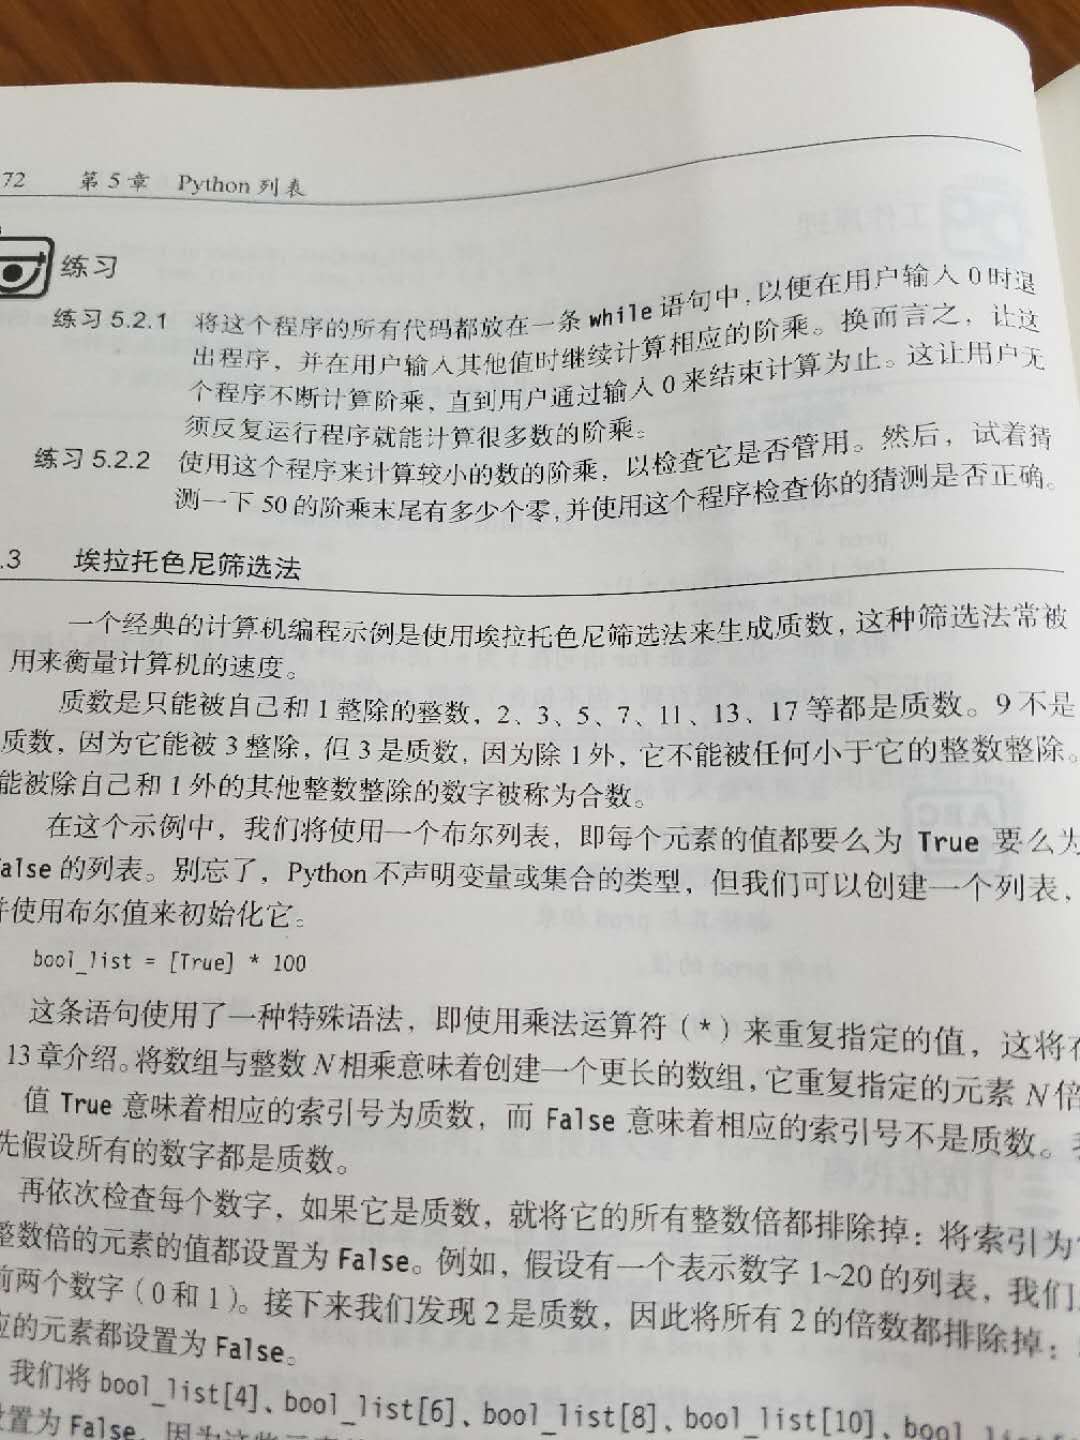 72 第5章 Python 列表
练习
练习 5.2.1 将这个程序的所有代码都放在一条 while 语句中，以便在用户输入 0 时退
出程序，并在用户输入其他值时继续计算相应的阶乘。换而言之，让这
个程序不断计算阶乘，直到用户通过输入 0 来结束计算为止。这让用户无
须反复运行程序就能计算很多数的阶乘。
练习 5.2.2 使用这个程序来计算较小的数的阶乘，以检查它是否管用。然后，试着猜
测一下 50 的阶乘末尾有多少个零，并使用这个程序检查你的猜测是否正确。
.3 埃拉托色尼筛选法
一个经典的计算机编程示例是使用埃拉托色尼筛选法来生成质数，这种筛选法常被
用来衡量计算机的速度。
质数是只能被自己和 1 整除的整数，2、3、5、7、11、13、17 等都是质数。9 不是
质数，因为它能被 3 整除，但 3 是质数，因为除 1 外，它不能被任何小于它的整数整除。
能被除自己和 1 外的其他整数整除的数字被称为合数。
在这个示例中，我们将使用一个布尔列表，即每个元素的值都要么为 True 要么为
alse 的列表。别忘了，Python 不声明变量或集合的类型，但我们可以创建一个列表，
并使用布尔值来初始化它。
bool_list = [True] * 100
这条语句使用了一种特殊语法，即使用乘法运算符（*）来重复指定的值，这将在
13 章介绍。将数组与整数 N 相乘意味着创建一个更长的数组，它重复指定的元素 N 倍
值 True 意味着相应的索引号为质数，而 False 意味着相应的索引号不是质数。
先假设所有的数字都是质数。
再依次检查每个数字，如果它是质数，就将它的所有整数倍都排除掉：将索引为
整数倍的元素的值都设置为 False。例如，假设有一个表示数字 1~20 的列表，我们
前两个数字（0 和 1）。接下来我们发现 2 是质数，因此将所有 2 的倍数都排除掉：
应的元素都设置为 False。
我们将 bool_list[4]、bool_list[6]、bool_list[8]、bool_list[10]、
设置为 False，因为这些元